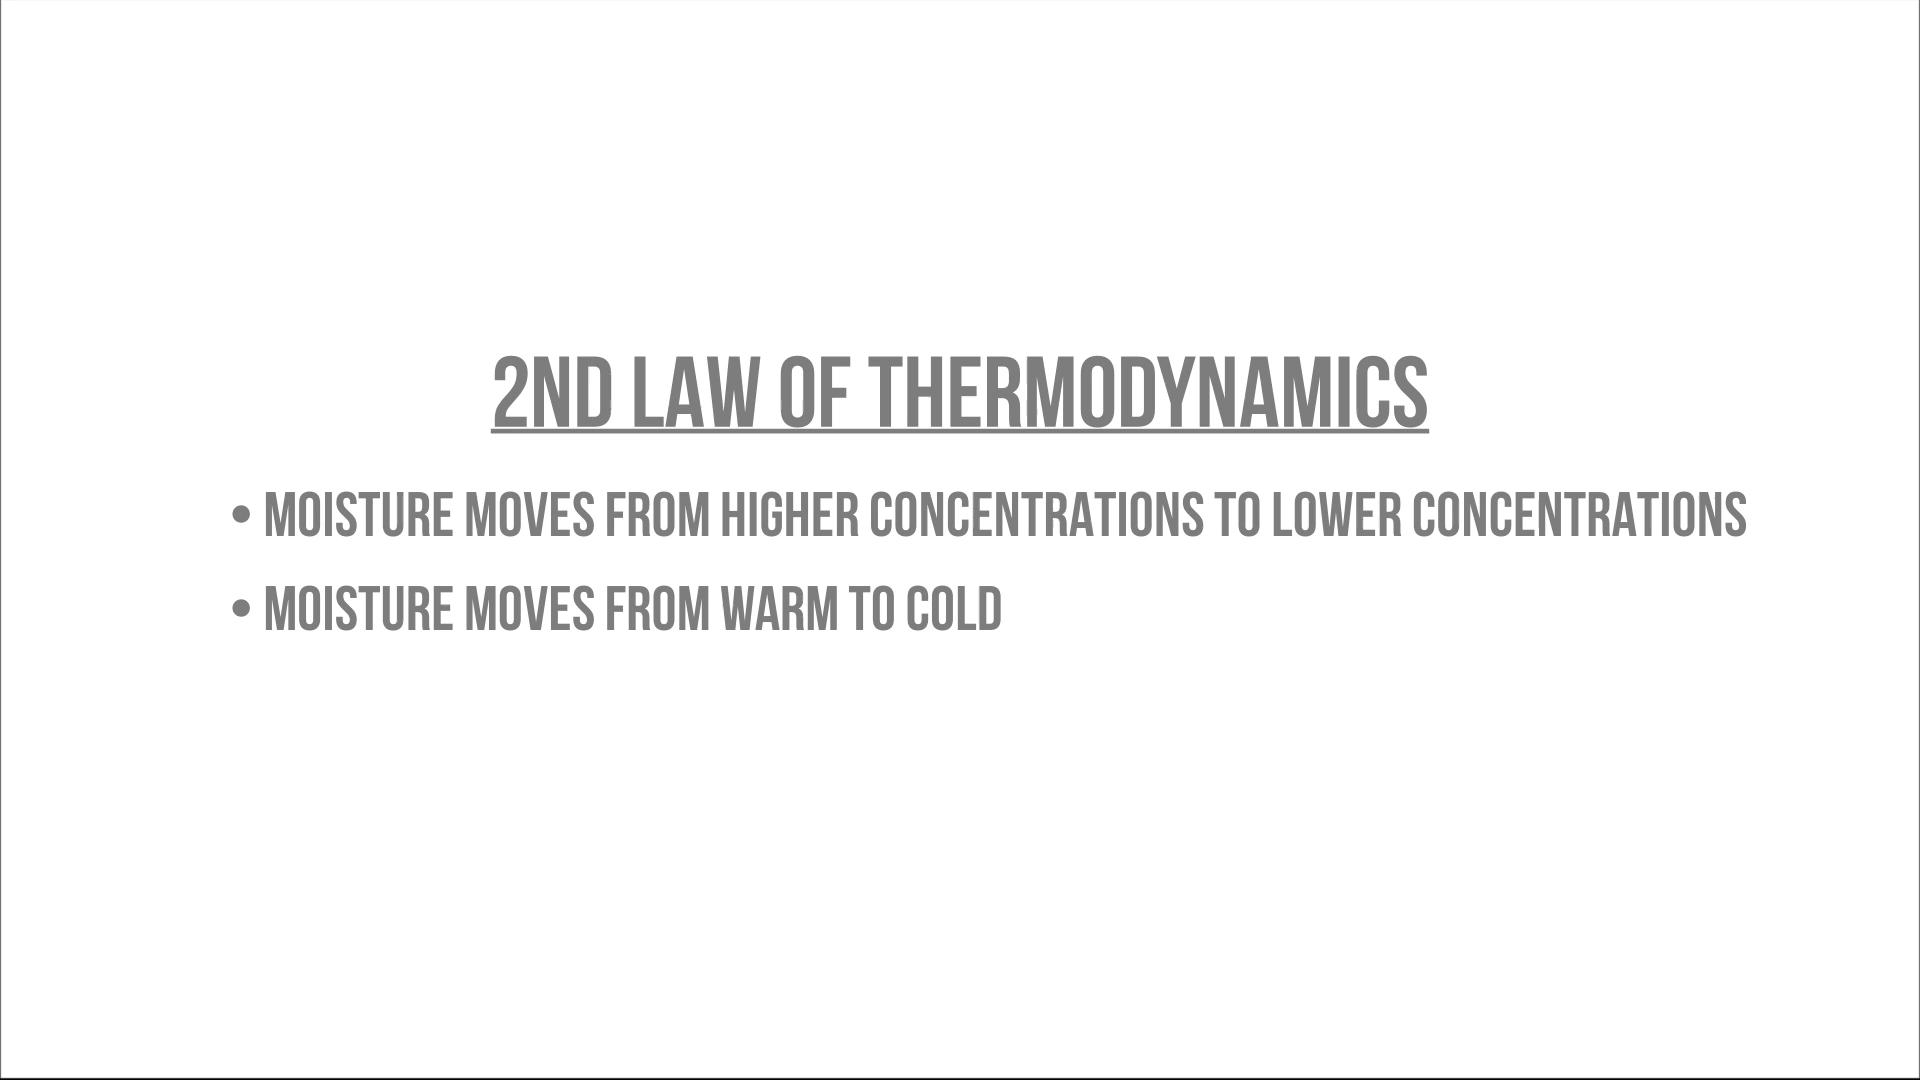 2ND LAW OF THERMODYNAMICS
• MOISTURE MOVES FROM HIGHER CONCENTRATIONS TO LOWER CONCENTRATIONS
• MOISTURE MOVES FROM WARM TO COLD